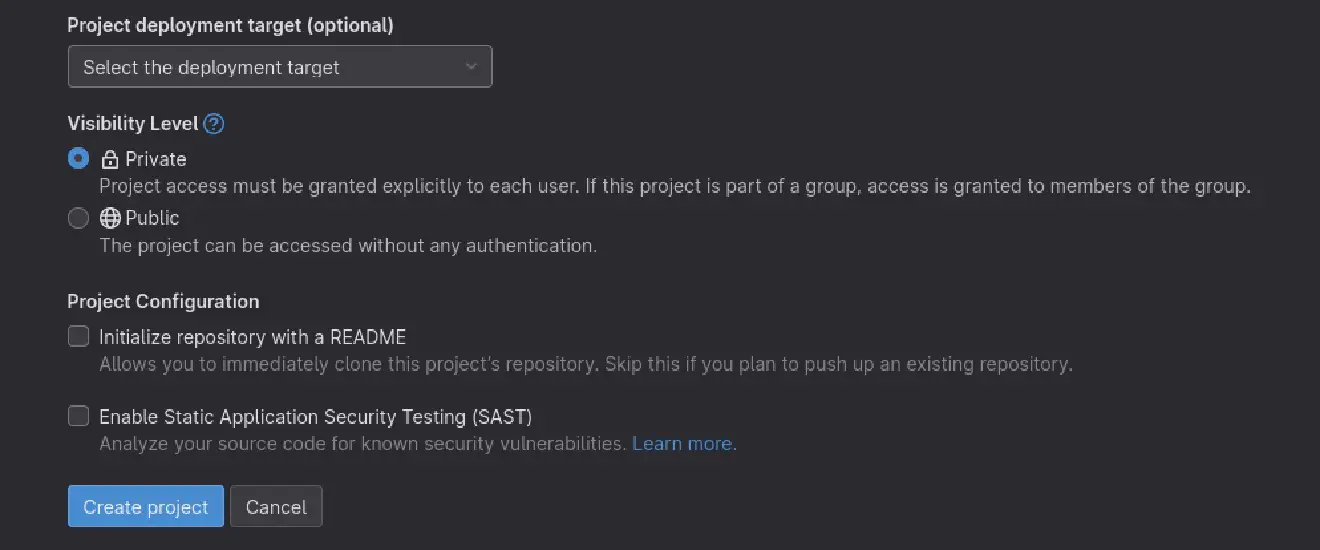 Project deployment target (optional)
Select the deployment target
Visibility Level
Private
Project access must be granted explicitly to each user. If this project is part of a group, access is granted to members of the group.
Public
The project can be accessed without any authentication.
Project Configuration
Initialize repository with a README
Allows you to immediately clone this project's repository. Skip this if you plan to push up an existing repository.
Enable Static Application Security Testing (SAST)
Analyze your source code for known security vulnerabilities. Learn more.
Create project Cancel